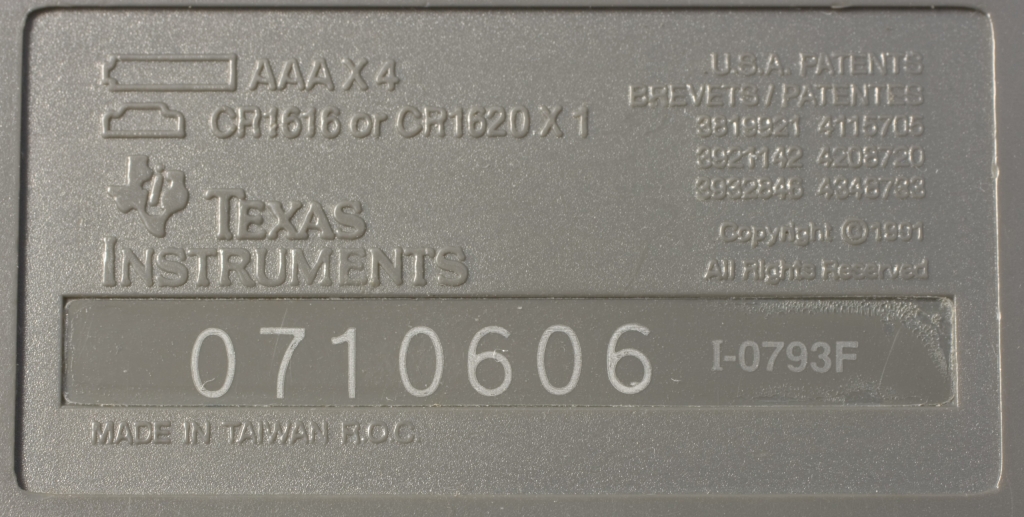 AAA X 4
CR1616 or CR1620 X 1
TEXAS
INSTRUMENTS
U.S.A. PATENTS
BREVETS / PATENTES
3819921 4115705
3921142 4208720
3932846 4348733
Copyright © 1991
All Rights Reserved
0710606 I-0793F
MADE IN TAIWAN R.O.C.